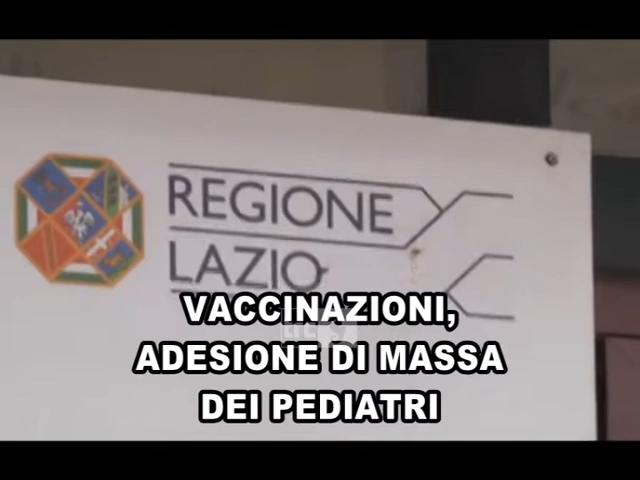 REGIONE
LAZIO
VACCINAZIONI,
ADESIONE DI MASSA
DEI PEDIATRI